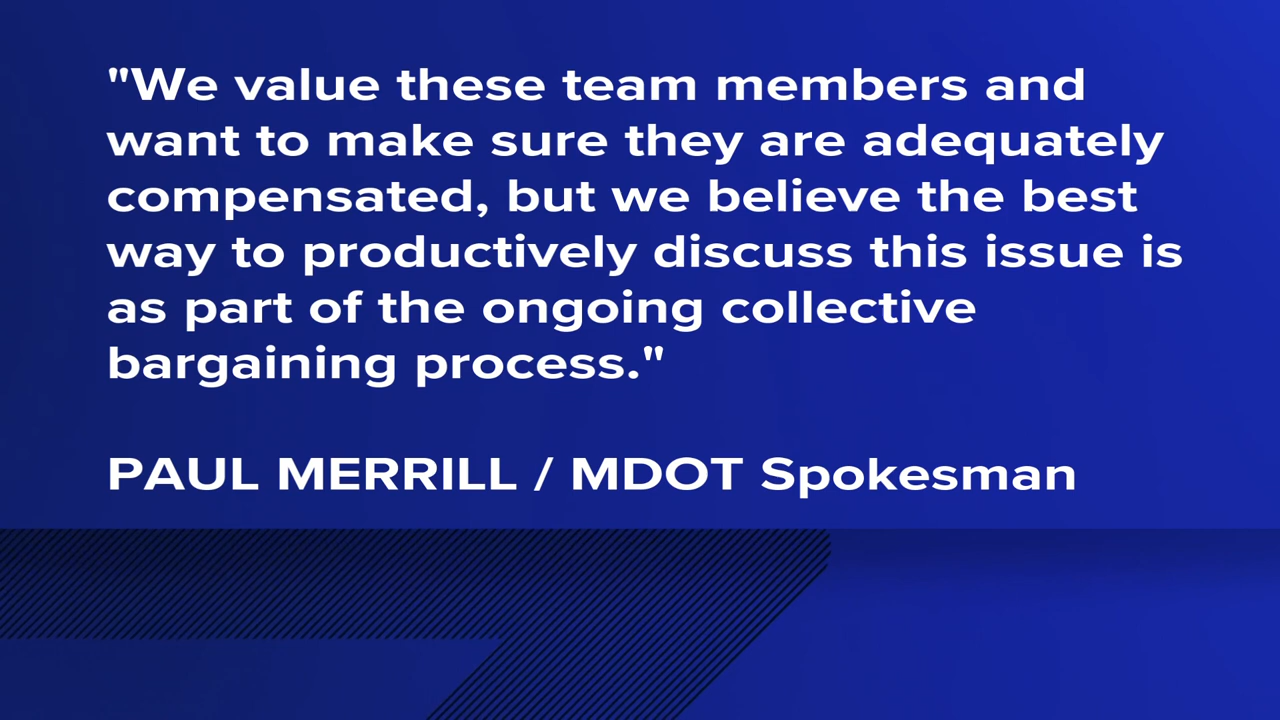 "We value these team members and
want to make sure they are adequately
compensated, but we believe the best
way to productively discuss this issue is
as part of the ongoing collective
bargaining process."
PAUL MERRILL / MDOT Spokesman